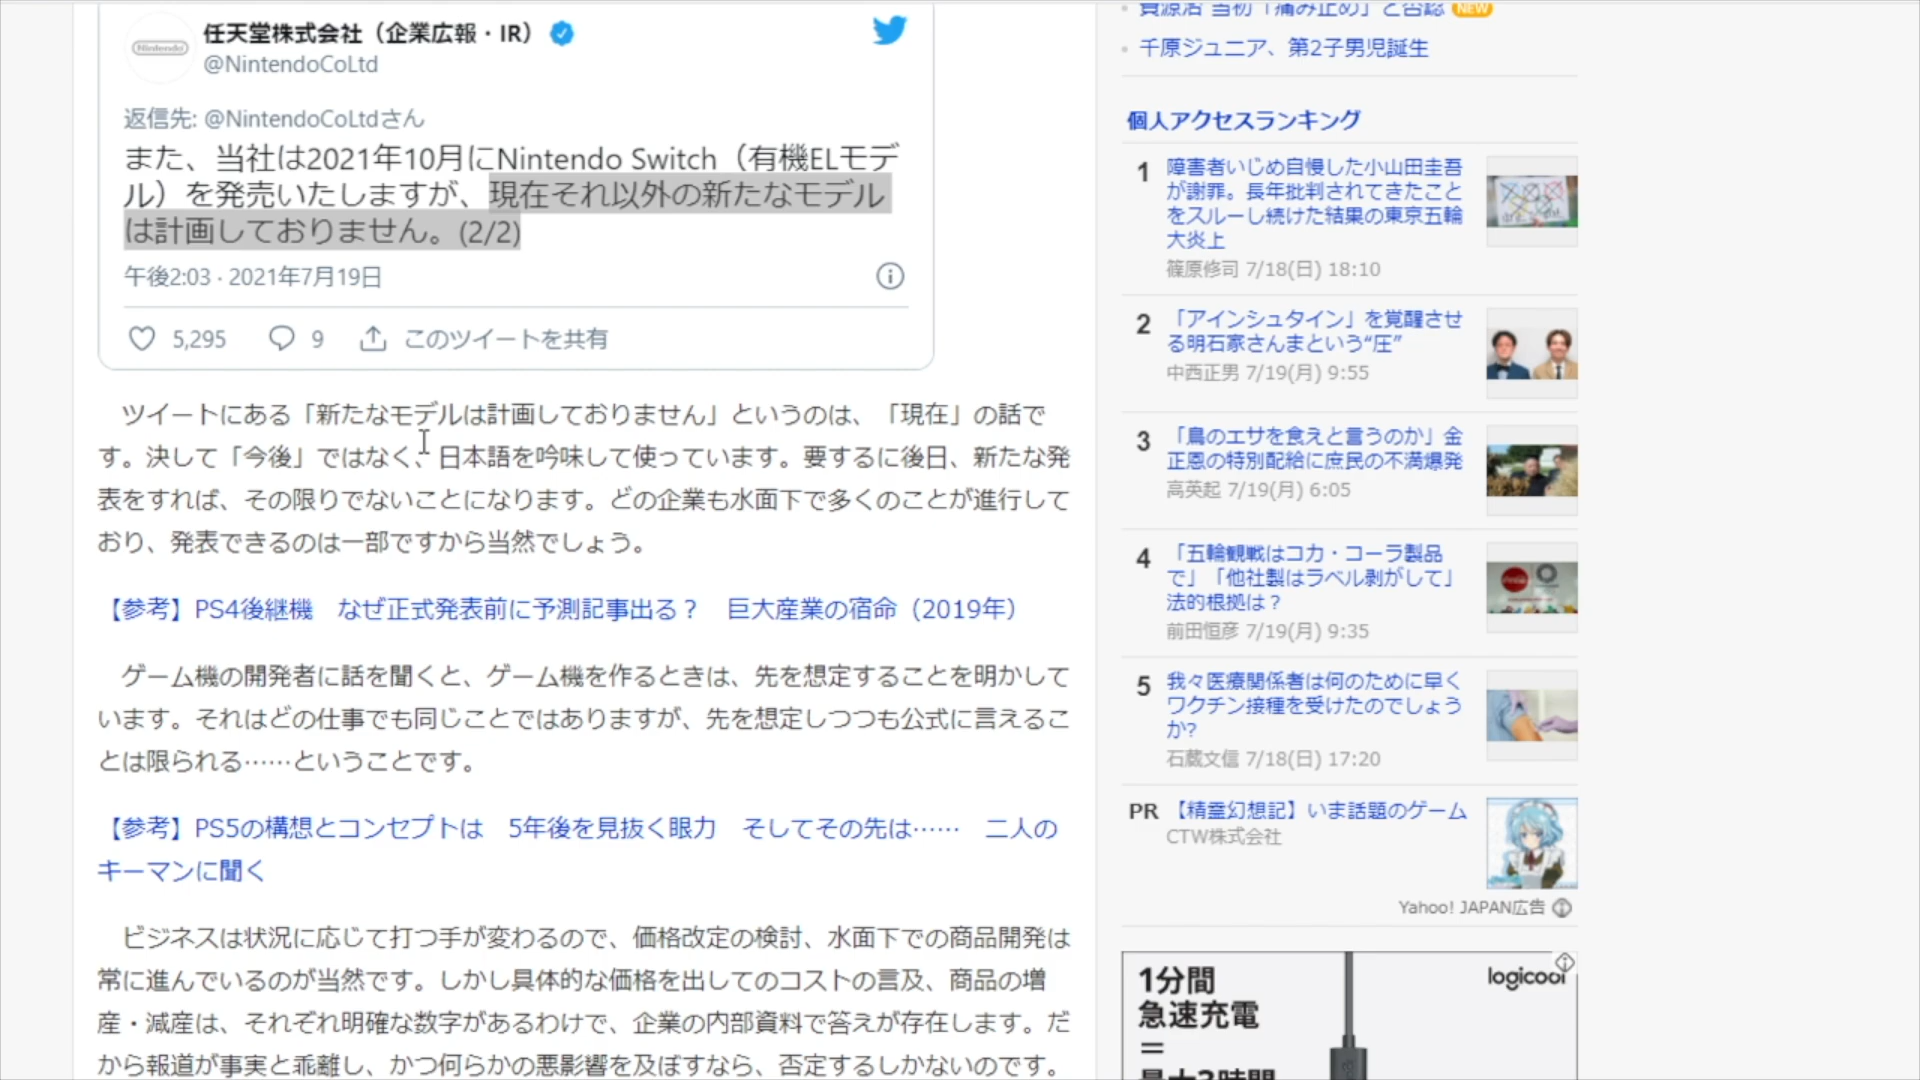 任天堂株式会社（企業広報・IR）
@NintendoCoLtd
返信先: @NintendoCoLtdさん
また、当社は2021年10月にNintendo Switch（有機ELモデ
ル）を発売いたしますが、現在それ以外の新たなモデル
は計画しておりません。(2/2)
午後2:03 · 2021年7月19日
5,295 9 このツイートを共有
ツイートにある「新たなモデルは計画しておりません」というのは、「現在」の話で
す。決して「今後」ではなく、日本語を吟味して使っています。要するに後日、新たな発
表をすれば、その限りでないことになります。どの企業も水面下で多くのことが進行して
おり、発表できるのは一部ですから当然でしょう。
【参考】PS4後継機　なぜ正式発表前に予測記事出る？　巨大産業の宿命（2019年）
ゲーム機の開発者に話を聞くと、ゲーム機を作るときは、先を想定することを明かして
います。それはどの仕事でも同じことではありますが、先を想定しつつも公式に言えるこ
とは限られる……ということです。
【参考】PS5の構想とコンセプトは　5年後を見抜く眼力　そしてその先は……　二人の
キーマンに聞く
ビジネスは状況に応じて打つ手が変わるので、価格改定の検討、水面下での商品開発は
常に進んでいるのが当然です。しかし具体的な価格を出してのコストの言及、商品の増
産・減産は、それぞれ明確な数字があるわけで、企業の内部資料で答えが存在します。だ
から報道が事実と乖離し、かつ何らかの悪影響を及ぼすなら、否定するしかないのです。
当初「痛み止め」と否認 NEW
千原ジュニア、第2子男児誕生
個人アクセスランキング
1 障害者いじめ自慢した小山田圭吾
が謝罪。長年批判されてきたこと
をスルーし続けた結果の東京五輪
大炎上
篠原修司 7/18(日) 18:10
2 「アインシュタイン」を覚醒させ
る明石家さんまという“圧”
中西正男 7/19(月) 9:55
3 「鳥のエサを食えと言うのか」金
正恩の特別配給に庶民の不満爆発
高英起 7/19(月) 6:05
4 「五輪観戦はコカ・コーラ製品
で」「他社製はラベル剥がして」
法的根拠は？
前田恒彦 7/19(月) 9:35
5 我々医療関係者は何のために早く
ワクチン接種を受けたのでしょう
か?
石蔵文信 7/18(日) 17:20
PR 【精霊幻想記】いま話題のゲーム
CTW株式会社
Yahoo! JAPAN広告
1分間
急速充電
＝
logicool